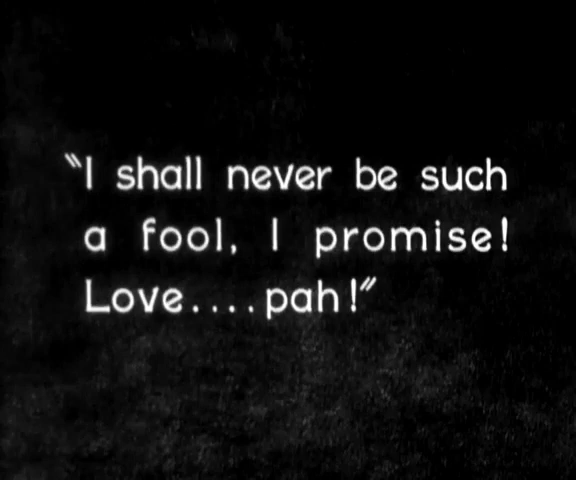 "I shall never be such
a fool, I promise!
Love....pah!"